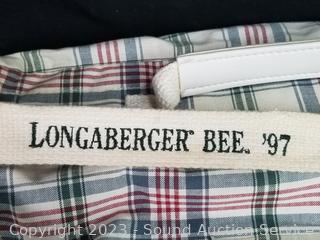 LONGABERGER® BEE. '97
Copyright 2023 - Sound Auction Service